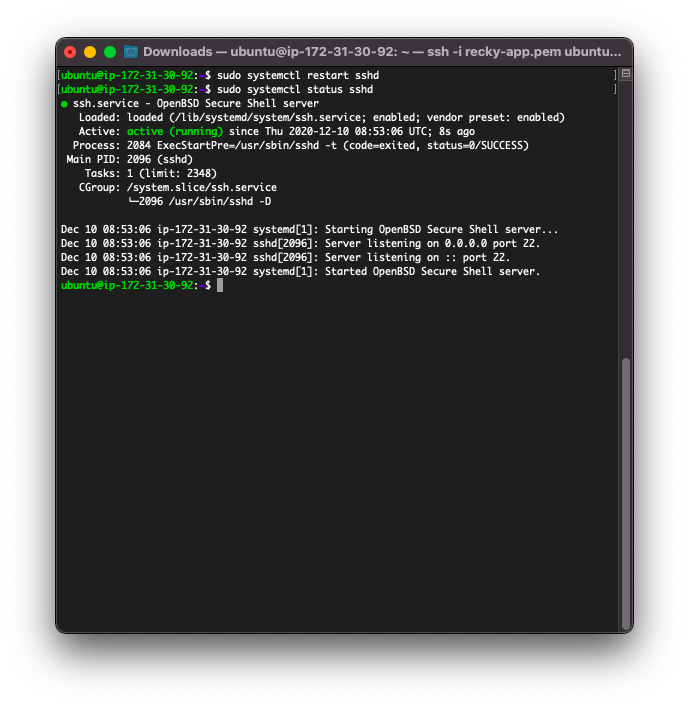 Downloads — ubuntu@ip-172-31-30-92: ~ — ssh -i recky-app.pem ubuntu...
[ubuntu@ip-172-31-30-92:~$ sudo systemctl restart sshd ]
[ubuntu@ip-172-31-30-92:~$ sudo systemctl status sshd ]
● ssh.service - OpenBSD Secure Shell server
Loaded: loaded (/lib/systemd/system/ssh.service; enabled; vendor preset: enabled)
Active: active (running) since Thu 2020-12-10 08:53:06 UTC; 8s ago
Process: 2084 ExecStartPre=/usr/sbin/sshd -t (code=exited, status=0/SUCCESS)
Main PID: 2096 (sshd)
Tasks: 1 (limit: 2348)
CGroup: /system.slice/ssh.service
└─2096 /usr/sbin/sshd -D
Dec 10 08:53:06 ip-172-31-30-92 systemd[1]: Starting OpenBSD Secure Shell server...
Dec 10 08:53:06 ip-172-31-30-92 sshd[2096]: Server listening on 0.0.0.0 port 22.
Dec 10 08:53:06 ip-172-31-30-92 sshd[2096]: Server listening on :: port 22.
Dec 10 08:53:06 ip-172-31-30-92 systemd[1]: Started OpenBSD Secure Shell server.
ubuntu@ip-172-31-30-92:~$